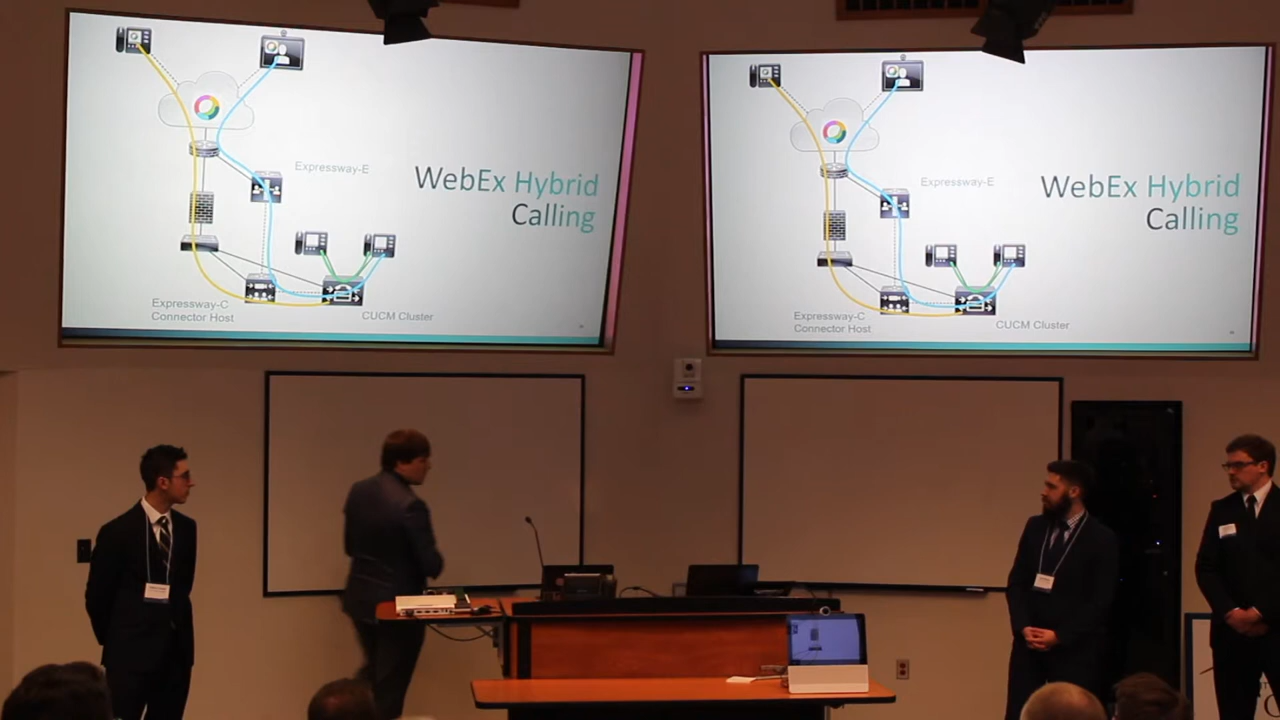 Expressway-E
WebEx Hybrid
Calling
Expressway-C
Connector Host
CUCM Cluster
Expressway-E
WebEx Hybrid
Calling
Expressway-C
Connector Host
CUCM Cluster